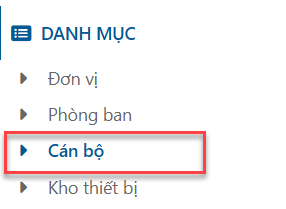 DANH MỤC
Đơn vị
Phòng ban
Cán bộ
Kho thiết bị